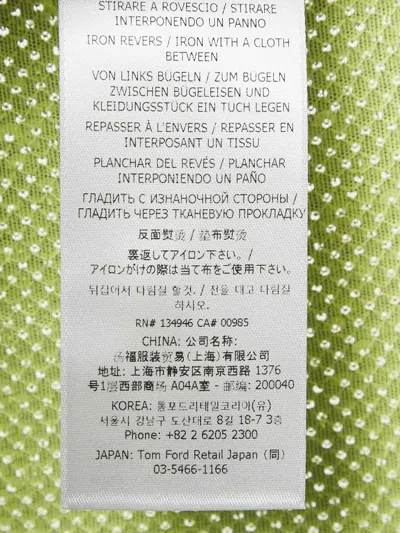 STIRARE A ROVESCIO / STIRARE
INTERPONENDO UN PANNO
IRON REVERS / IRON WITH A CLOTH
BETWEEN
VON LINKS BÜGELN / ZUM BÜGELN
ZWISCHEN BÜGELEISEN UND
KLEIDUNGSSTÜCK EIN TUCH LEGEN
REPASSER À L'ENVERS / REPASSER EN
INTERPOSANT UN TISSU
PLANCHAR DEL REVÉS / PLANCHAR
INTERPONIENDO UN PAÑO
ГЛАДИТЬ С ИЗНАНОЧНОЙ СТОРОНЫ /
ГЛАДИТЬ ЧЕРЕЗ ТКАНЕВУЮ ПРОКЛАДКУ
反面熨烫 / 垫布熨烫
裏返してアイロン下さい。 /
アイロンがけの際は当て布をご使用下さい。
뒤집어서 다림질 할것. / 천을 대고 다림질
하시오.
RN# 134946 CA# 00985
CHINA: 公司名称:
汤福服装贸易(上海)有限公司
地址: 上海市静安区南京西路 1376
号1层西部商场 A04A室 - 邮编: 200040
KOREA: 톰포드리테일코리아(유)
서울시 강남구 도산대로 8길 18-7 3층
Phone: +82 2 6205 2300
JAPAN: Tom Ford Retail Japan (同)
03-5466-1166